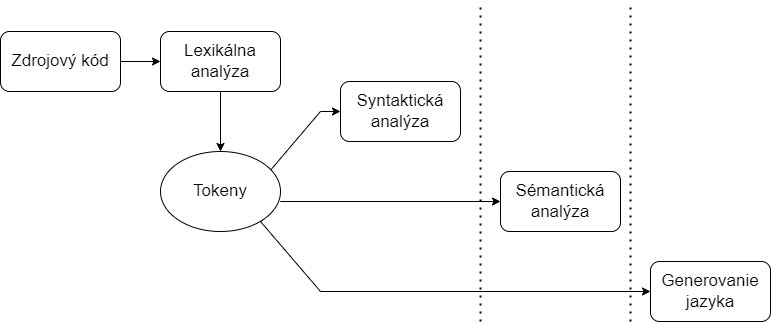 Zdrojový kód
Lexikálna
analýza
Syntaktická
analýza
Tokeny
Sémantická
analýza
Generovanie
jazyka